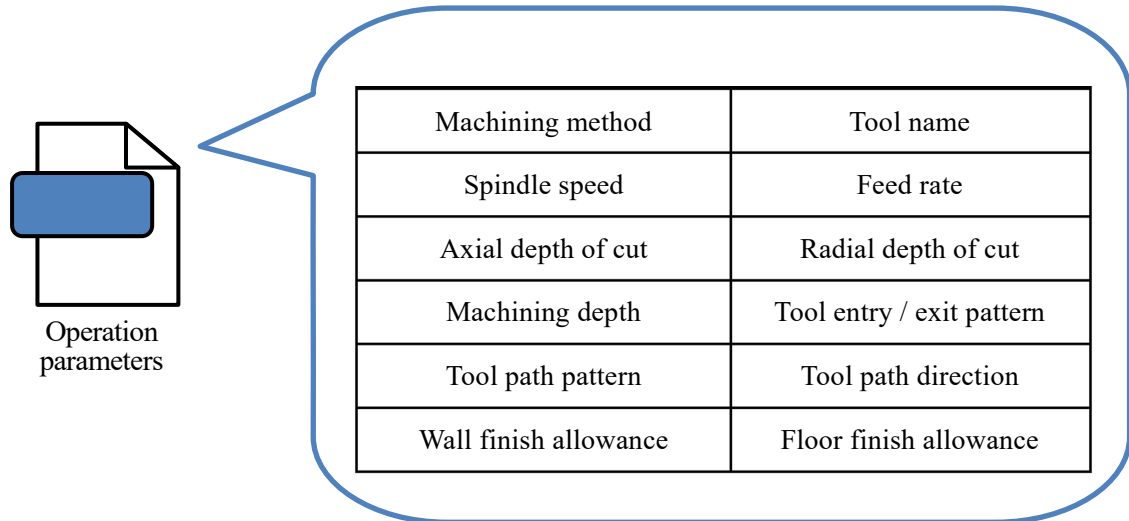 Machining method Tool name
Spindle speed Feed rate
Axial depth of cut Radial depth of cut
Machining depth Tool entry / exit pattern
Tool path pattern Tool path direction
Wall finish allowance Floor finish allowance
Operation
parameters